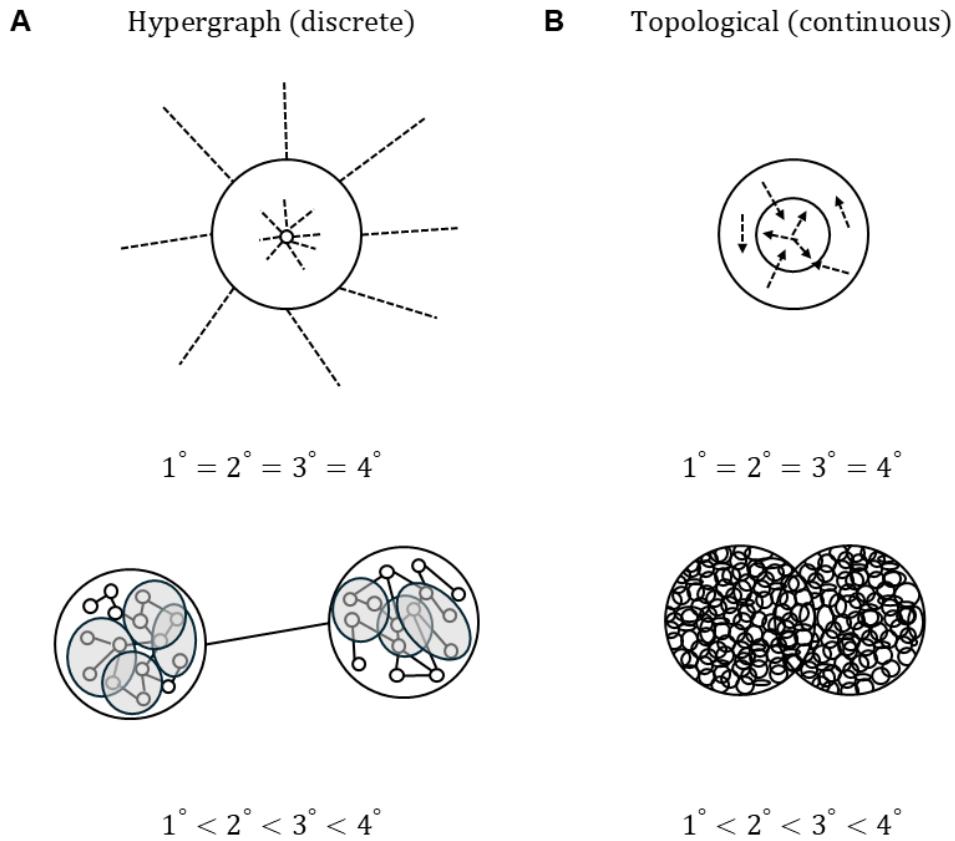 A Hypergraph (discrete)
B Topological (continuous)
1° = 2° = 3° = 4°
1° = 2° = 3° = 4°
1° < 2° < 3° < 4°
1° < 2° < 3° < 4°